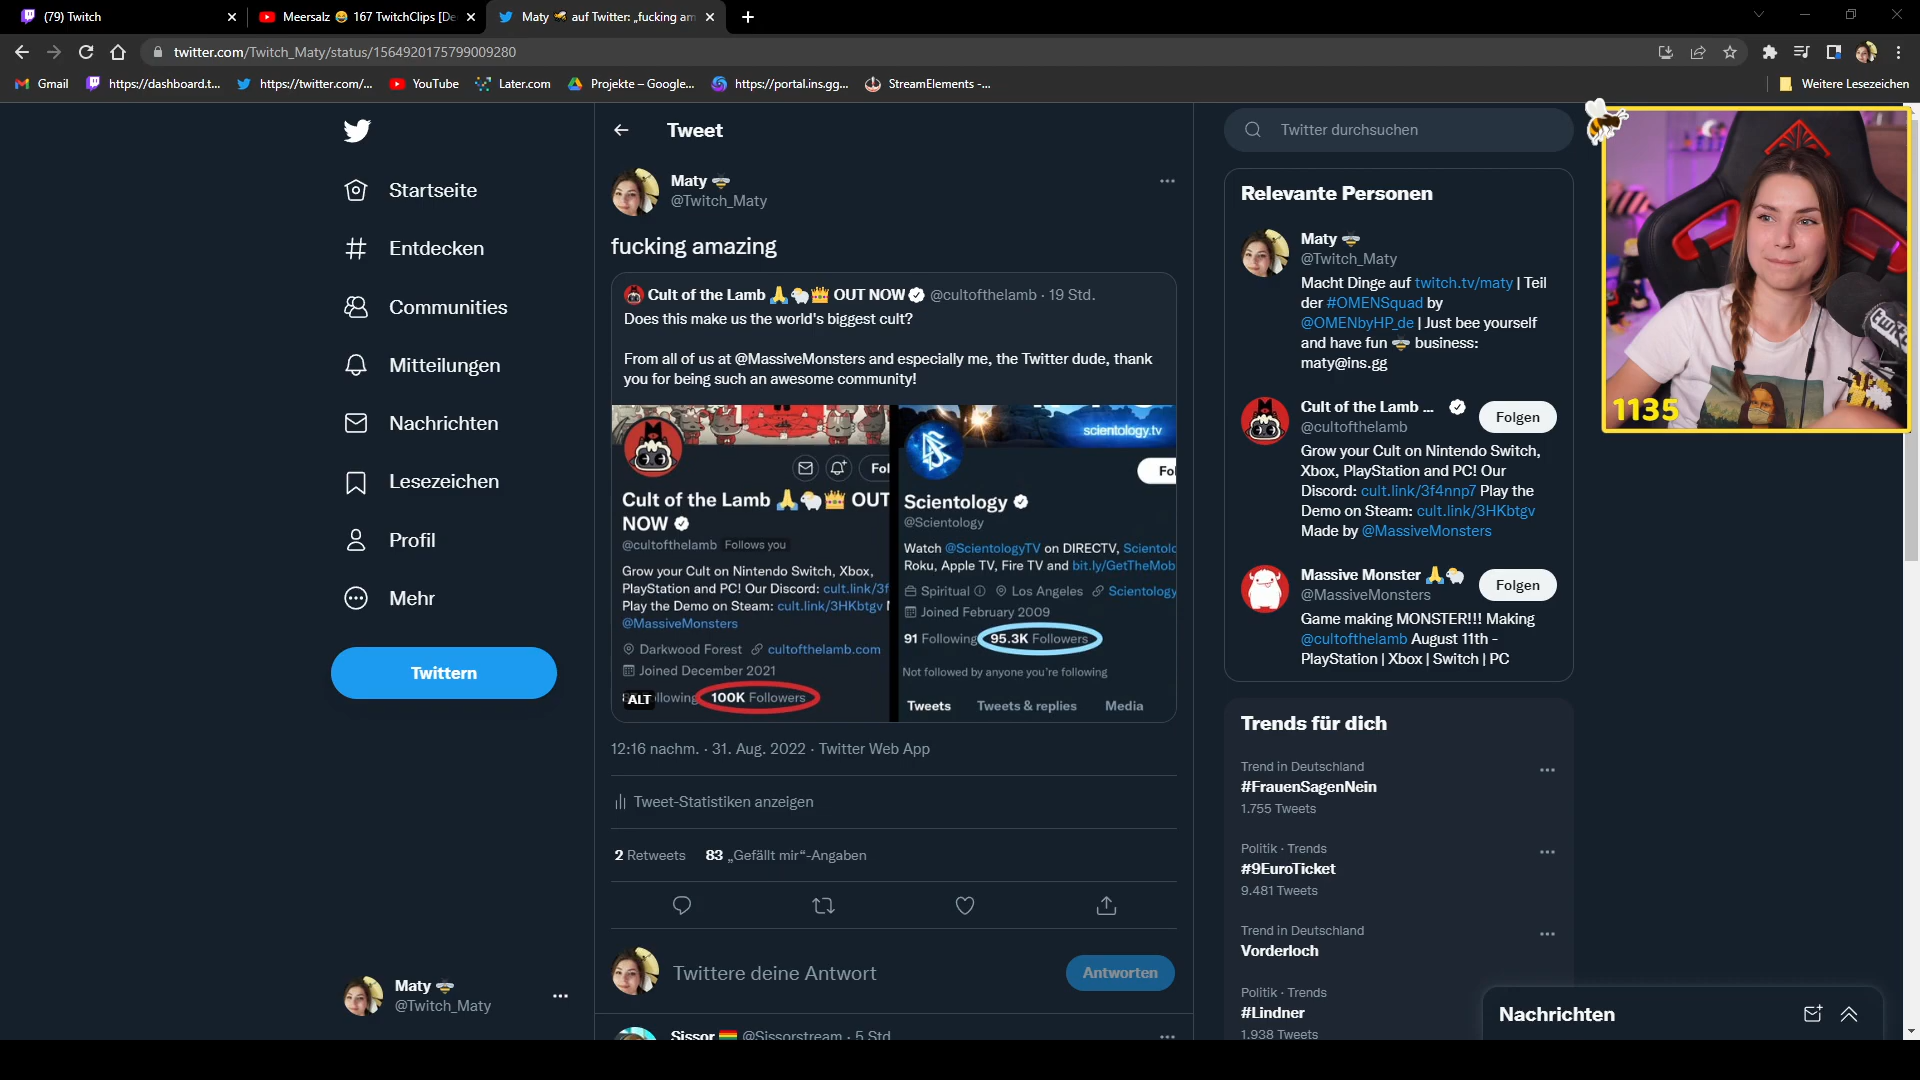 (79) Twitch
Meersalz 😂 167 TwitchClips [De
Maty 🐝 auf Twitter: „fucking am
twitter.com/Twitch_Maty/status/1564920175799009280
Gmail
https://dashboard.t...
https://twitter.com/...
YouTube
Later.com
Projekte – Google...
https://portal.ins.gg...
StreamElements -...
Weitere Lesezeichen
Startseite
Entdecken
Communities
Mitteilungen
Nachrichten
Lesezeichen
Profil
Mehr
Twittern
Maty 🐝
@Twitch_Maty
Tweet
Maty 🐝
@Twitch_Maty
fucking amazing
Cult of the Lamb 🙏🐑👑 OUT NOW @cultofthelamb · 19 Std.
Does this make us the world's biggest cult?
From all of us at @MassiveMonsters and especially me, the Twitter dude, thank
you for being such an awesome community!
Fol
Cult of the Lamb 🙏🐑👑 OUT
NOW
@cultofthelamb Follows you
Grow your Cult on Nintendo Switch, Xbox,
PlayStation and PC! Our Discord: cult.link/3f
Play the Demo on Steam: cult.link/3HKbtgv
@MassiveMonsters
Darkwood Forest cultofthelamb.com
Joined December 2021
ALT
llowing 100K Followers
scientology.tv
Fol
Scientology
@Scientology
Watch @ScientologyTV on DIRECTV, Scientolo
Roku, Apple TV, Fire TV and bit.ly/GetTheMob
Spiritual Los Angeles Scientology
Joined February 2009
91 Following 95.3K Followers
Not followed by anyone you're following
Tweets Tweets & replies Media
12:16 nachm. · 31. Aug. 2022 · Twitter Web App
Tweet-Statistiken anzeigen
2 Retweets 83 „Gefällt mir“-Angaben
Twittere deine Antwort
Antworten
Sissor 🏳️‍🌈 @Sissorstream · 5 Std
Twitter durchsuchen
Relevante Personen
Maty 🐝
@Twitch_Maty
Macht Dinge auf twitch.tv/maty | Teil
der #OMENSquad by
@OMENbyHP_de | Just bee yourself
and have fun 🐝 business:
maty@ins.gg
Cult of the Lamb ...
@cultofthelamb
Folgen
Grow your Cult on Nintendo Switch,
Xbox, PlayStation and PC! Our
Discord: cult.link/3f4nnp7 Play the
Demo on Steam: cult.link/3HKbtgv
Made by @MassiveMonsters
Massive Monster 🙏🐑
@MassiveMonsters
Folgen
Game making MONSTER!!! Making
@cultofthelamb August 11th -
PlayStation | Xbox | Switch | PC
Trends für dich
Trend in Deutschland
#FrauenSagenNein
1.755 Tweets
Politik · Trends
#9EuroTicket
9.481 Tweets
Trend in Deutschland
Vorderloch
Politik · Trends
#Lindner
1.938 Tweets
Nachrichten
1135